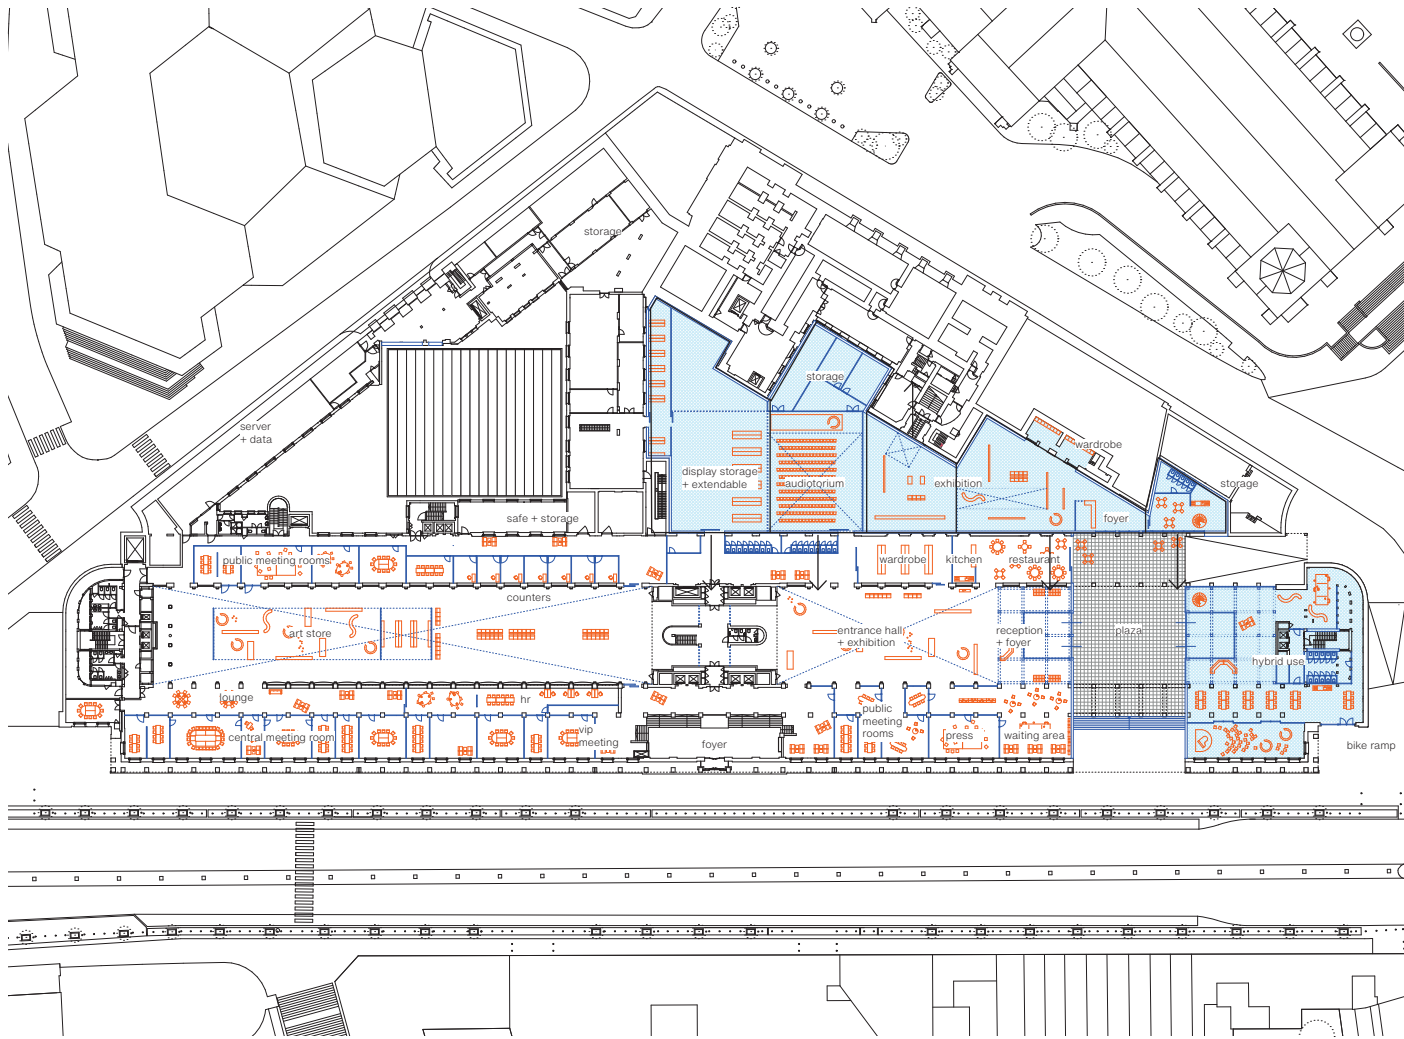 storage
storage
server
+ data
wardrobe
display storage
+ extendable
audiotorium
exhibition
storage
safe + storage
foyer
public meeting rooms
wardrobe
kitchen
restaurant
counters
art store
entrance hall
+ exhibition
reception
+ foyer
plaza
hybrid use
lounge
hr
public
meeting
rooms
central meeting room
vip
meeting
foyer
press
waiting area
bike ramp